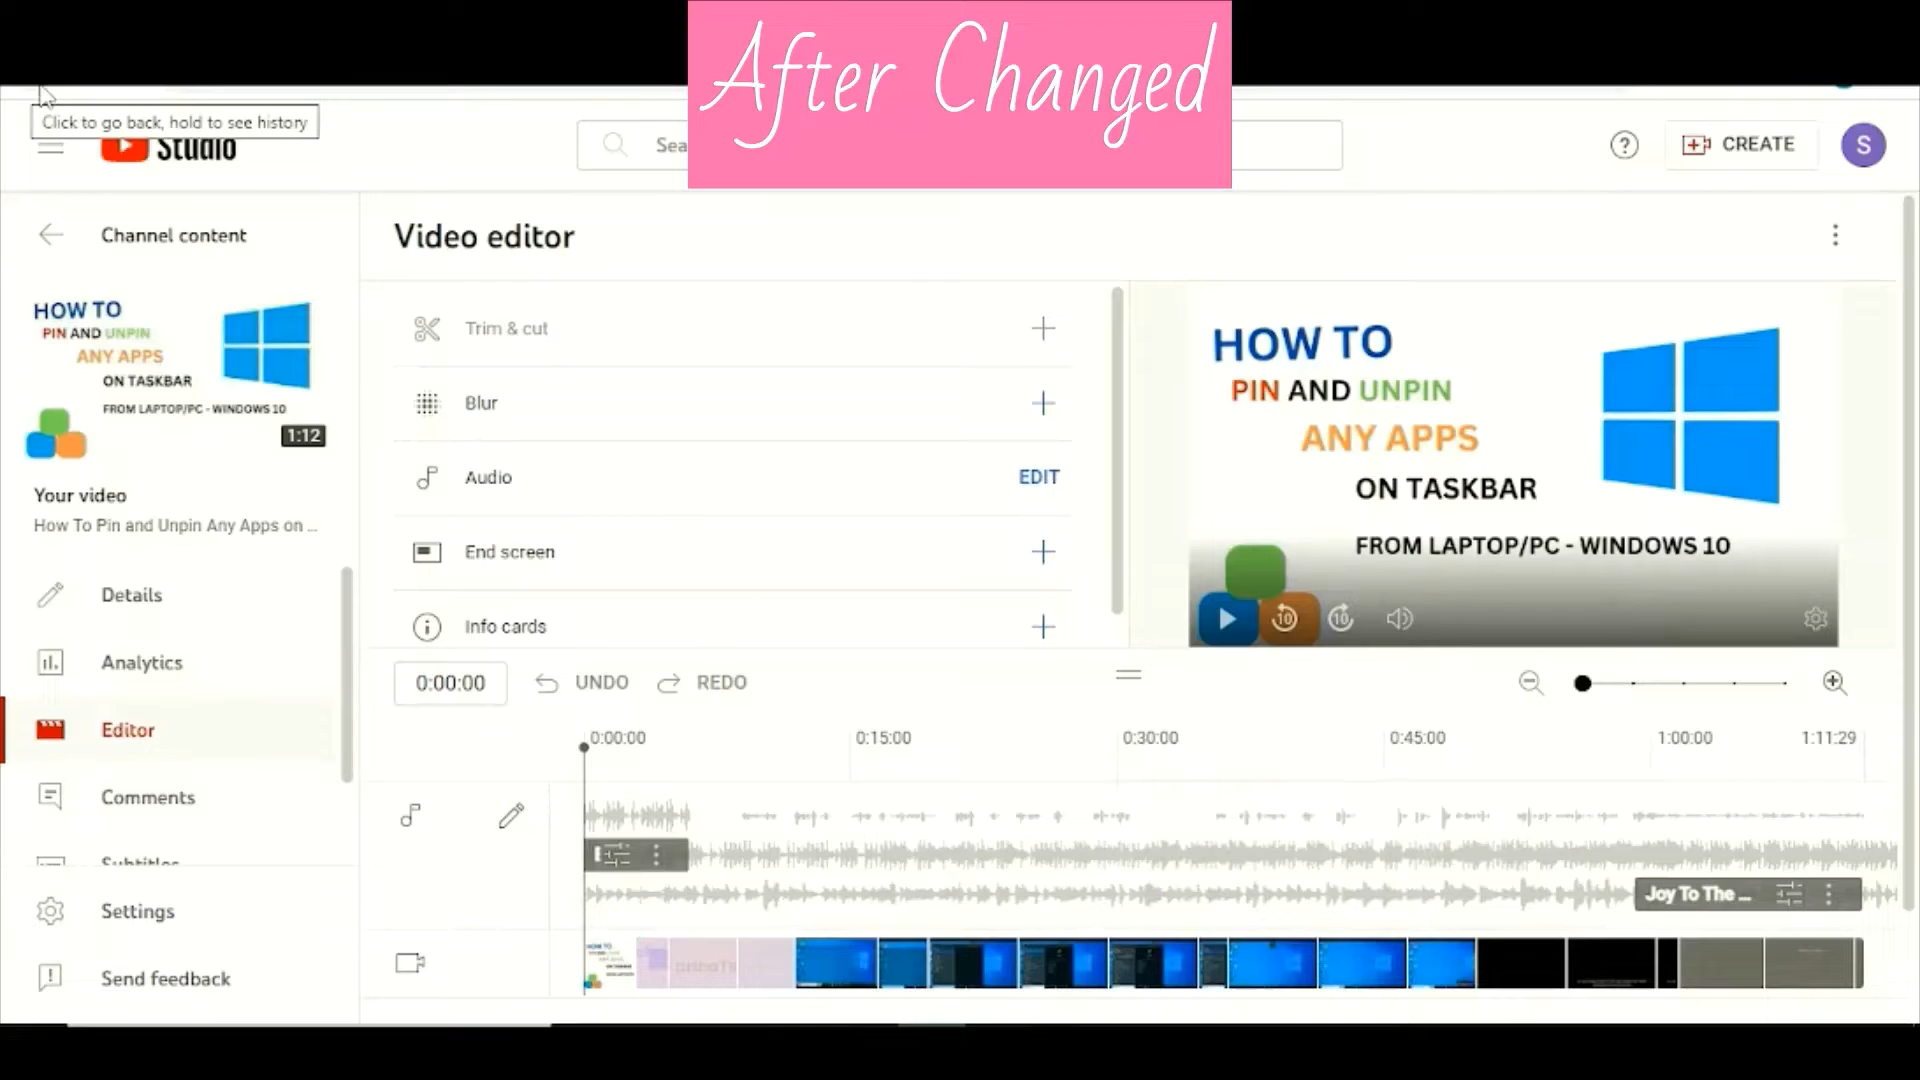 After Changed
Click to go back, hold to see history
Studio
Sea
?
CREATE
S
Channel content
Video editor
HOW TO
PIN AND UNPIN
ANY APPS
ON TASKBAR
FROM LAPTOP/PC - WINDOWS 10
1:12
Your video
How To Pin and Unpin Any Apps on ...
Details
Analytics
Editor
Comments
Subtitles
Settings
Send feedback
Trim & cut
Blur
Audio
EDIT
End screen
Info cards
HOW TO
PIN AND UNPIN
ANY APPS
ON TASKBAR
FROM LAPTOP/PC - WINDOWS 10
10
10
0:00:00
UNDO
REDO
0:00:00
0:15:00
0:30:00
0:45:00
1:00:00
1:11:29
Joy To The ...
HOW TO